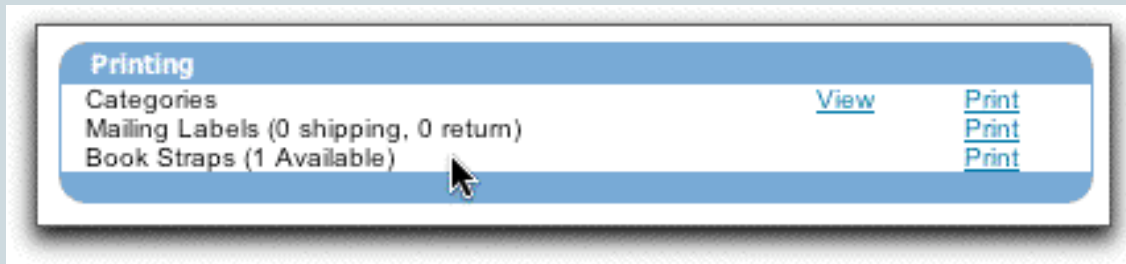 Printing
Categories View Print
Mailing Labels (0 shipping, 0 return) Print
Book Straps (1 Available) Print